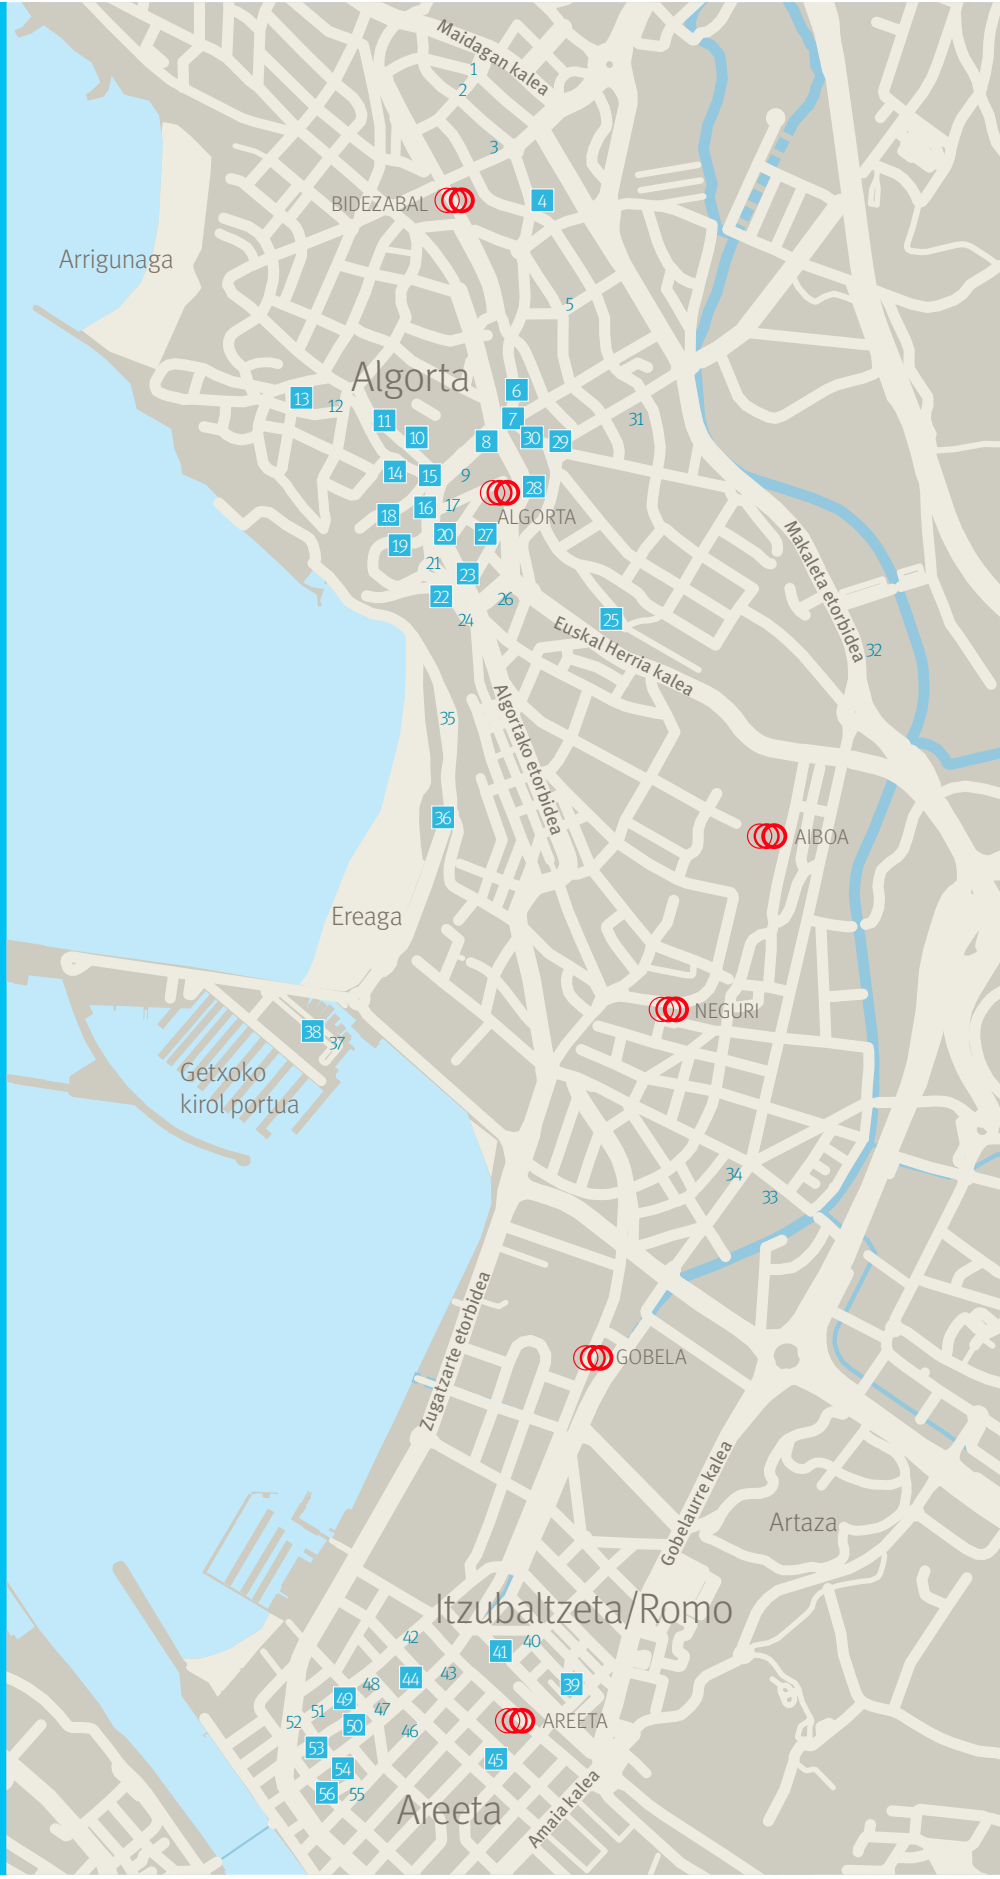 Maidagan kalea
1
2
3
BIDEZABAL
4
Arrigunaga
5
Algorta
6
13
12
11
7
31
10
8
30
29
14
15
9
28
16
17
18
ALGORTA
20
27
19
21
23
22
26
24
25
Makaleta etorbidea
Euskal Herria kalea
32
35
Algortako etorbidea
36
AIBOA
Ereaga
NEGURI
38
37
Getxoko
kirol portua
34
33
Zugatzarte etorbidea
GOBELA
Gobelaurre kalea
Artaza
Itzubaltzeta/Romo
42
40
41
44
43
39
48
49
51
47
52
50
46
AREETA
53
45
54
56
55
Areeta
Amaia kalea